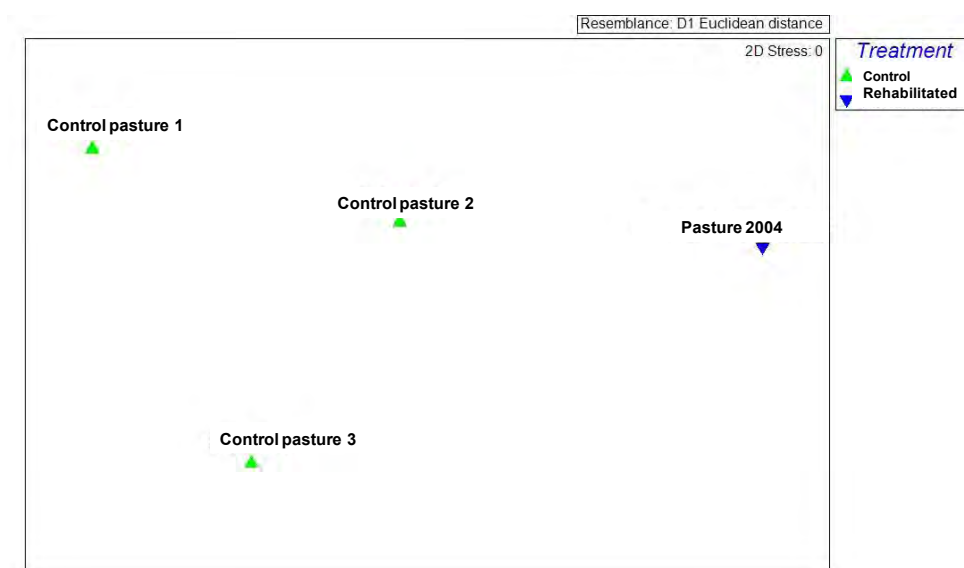 Resemblance: D1 Euclidean distance
2D Stress: 0
Treatment
Control
Rehabilitated
Control pasture 1
Control pasture 2
Pasture 2004
Control pasture 3